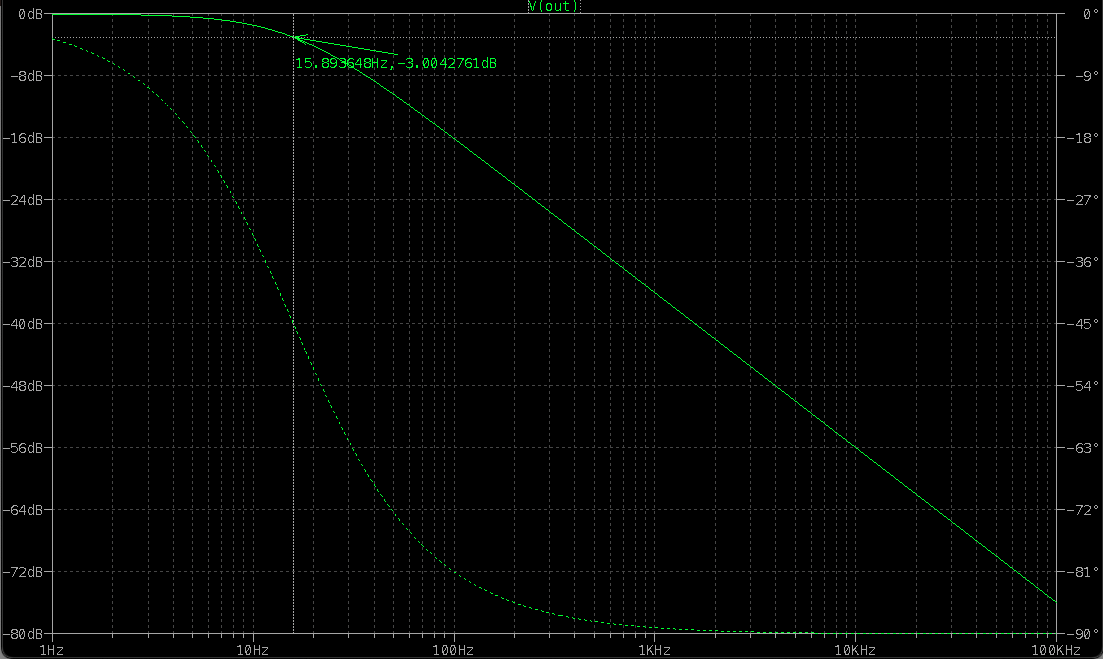 V(out)
0dB
0°
15.893648Hz,-3.0042761dB
-8dB
-9°
-16dB
-18°
-24dB
-27°
-32dB
-36°
-40dB
-45°
-48dB
-54°
-56dB
-63°
-64dB
-72°
-72dB
-81°
-80dB
-90°
1Hz
10Hz
100Hz
1KHz
10KHz
100KHz